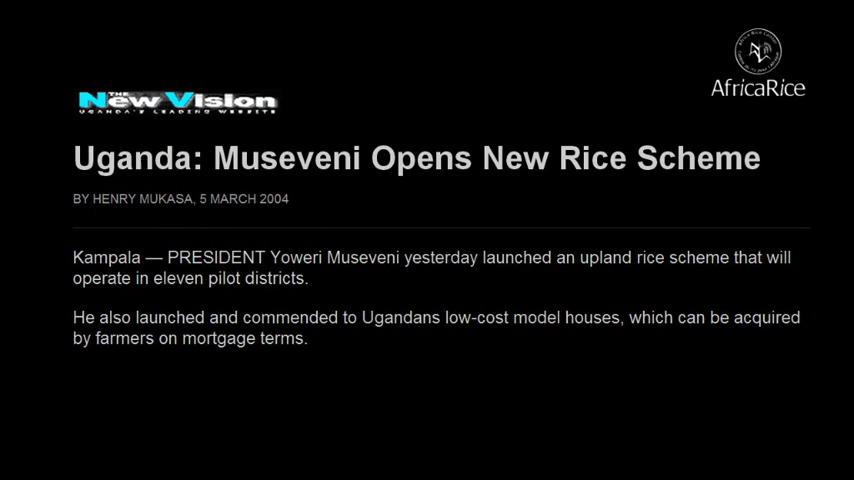 AfricaRice
THE
New Vision
UGANDA'S LEADING WEBSITE
Uganda: Museveni Opens New Rice Scheme
BY HENRY MUKASA, 5 MARCH 2004
Kampala — PRESIDENT Yoweri Museveni yesterday launched an upland rice scheme that will
operate in eleven pilot districts.
He also launched and commended to Ugandans low-cost model houses, which can be acquired
by farmers on mortgage terms.